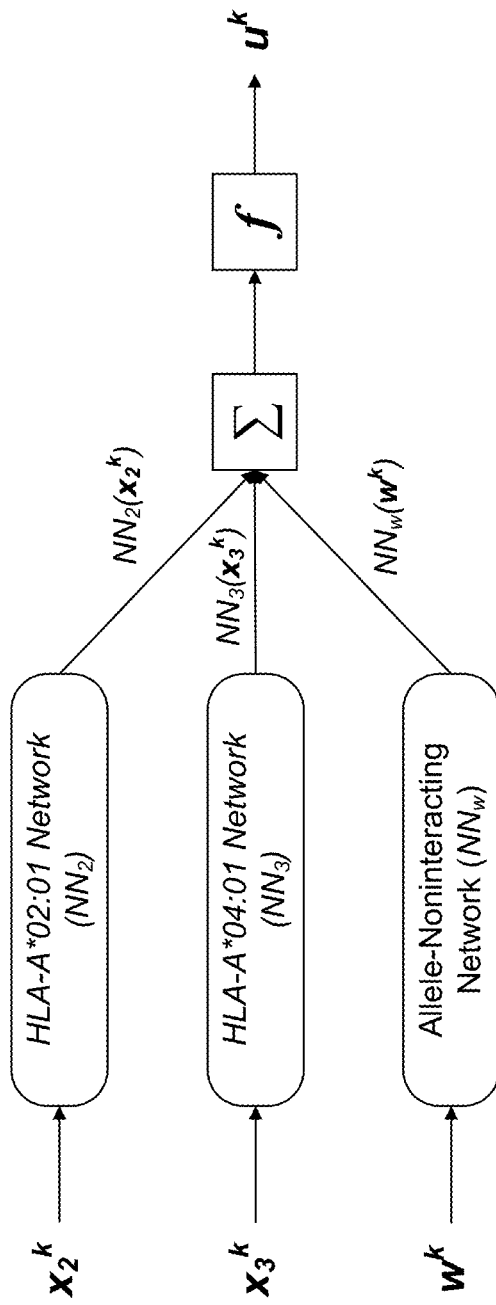 x₂ᵏ
HLA-A*02:01 Network
(NN₂)
NN₂(x₂ᵏ)
x₃ᵏ
HLA-A*04:01 Network
(NN₃)
NN₃(x₃ᵏ)
wᵏ
Allele-Noninteracting
Network (NN_w)
NN_w(wᵏ)
Σ
f
uᵏ